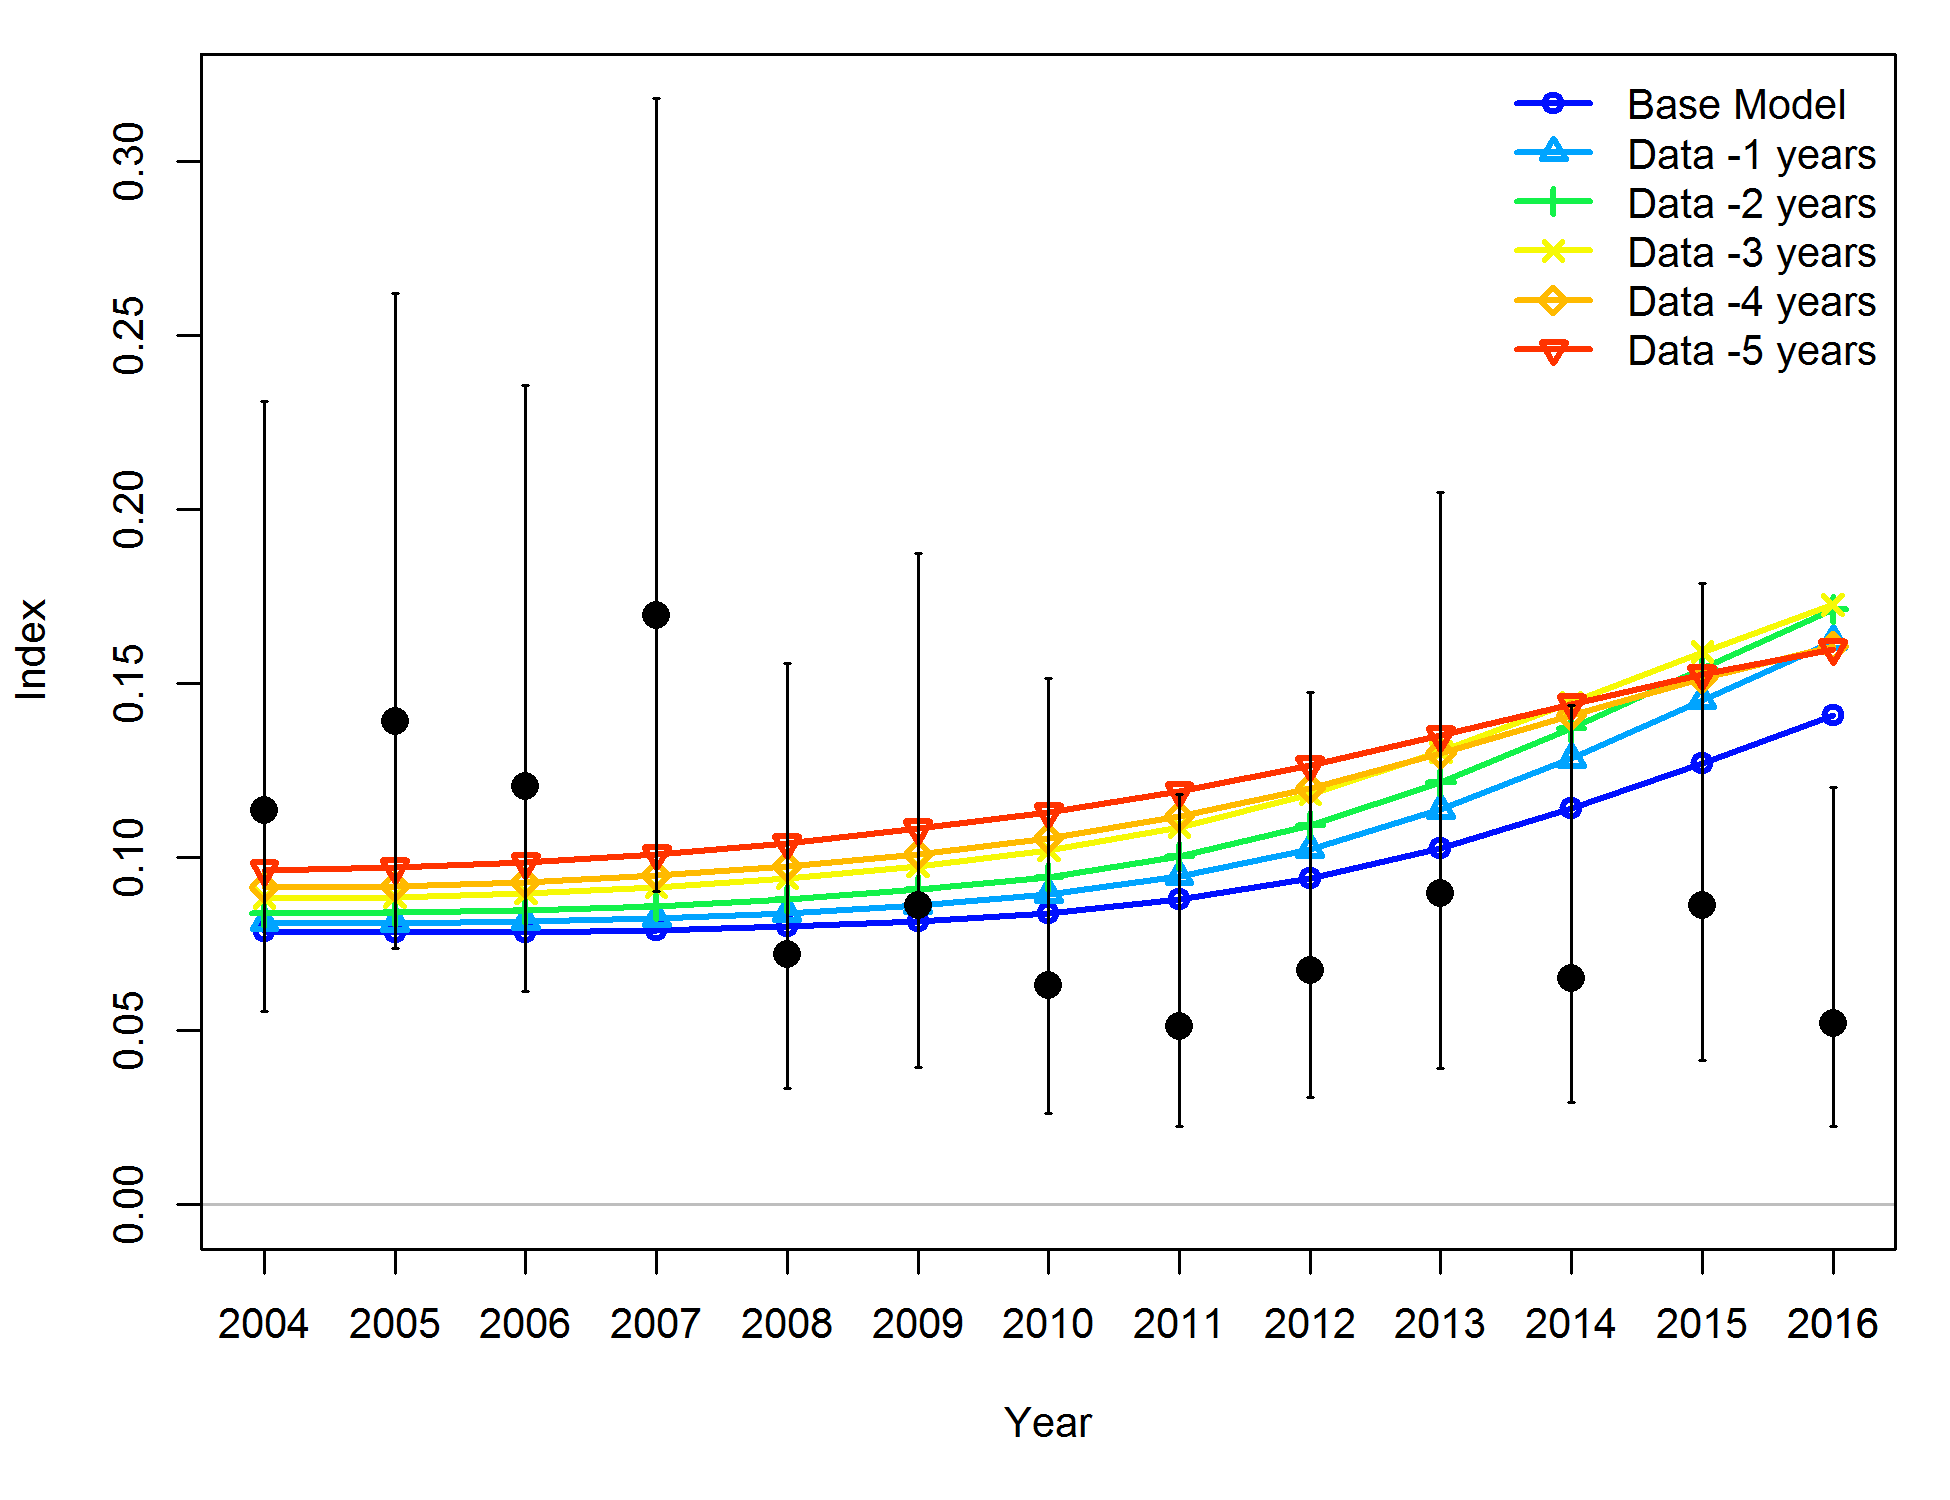 Base Model
Data -1 years
Data -2 years
Data -3 years
Data -4 years
Data -5 years
0.30
0.25
0.20
0.15
0.10
0.05
0.00
Index
2004 2005 2006 2007 2008 2009 2010 2011 2012 2013 2014 2015 2016
Year